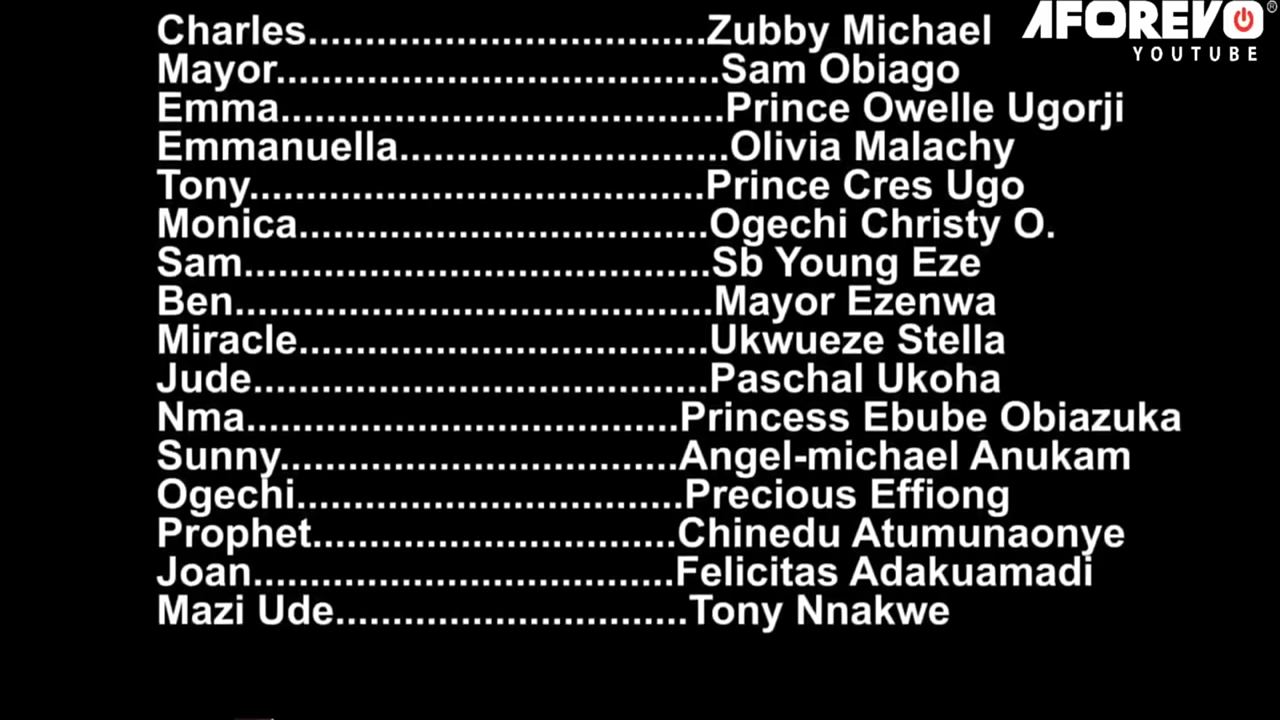 Charles...................................Zubby Michael
Mayor.......................................Sam Obiago
Emma.......................................Prince Owelle Ugorji
Emmanuella.............................Olivia Malachy
Tony........................................Prince Cres Ugo
Monica....................................Ogechi Christy O.
Sam.........................................Sb Young Eze
Ben..........................................Mayor Ezenwa
Miracle....................................Ukwueze Stella
Jude........................................Paschal Ukoha
Nma......................................Princess Ebube Obiazuka
Sunny...................................Angel-michael Anukam
Ogechi..................................Precious Effiong
Prophet................................Chinedu Atumunaonye
Joan.....................................Felicitas Adakuamadi
Mazi Ude...............................Tony Nnakwe
AFOREVO®
YOUTUBE